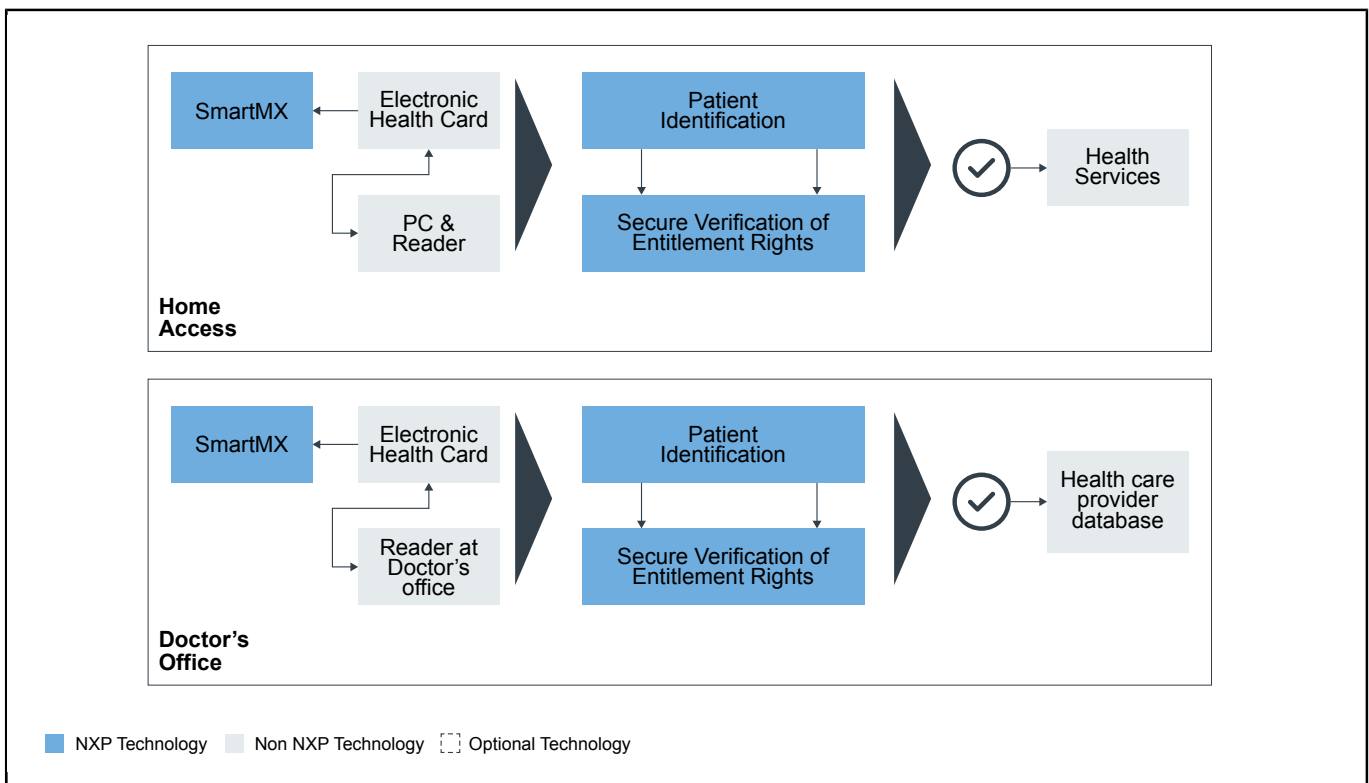 SmartMX
Electronic
Health Card
PC &
Reader
Patient
Identification
Secure Verification of
Entitlement Rights
Health
Services
Home
Access
SmartMX
Electronic
Health Card
Reader at
Doctor's
office
Patient
Identification
Secure Verification of
Entitlement Rights
Health care
provider
database
Doctor's
Office
NXP Technology
Non NXP Technology
Optional Technology